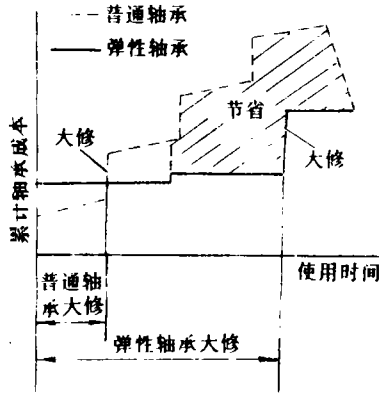 普通轴承
弹性轴承
节省
大修
大修
累计轴承成本
使用时间
普通轴
承大修
弹性轴承大修